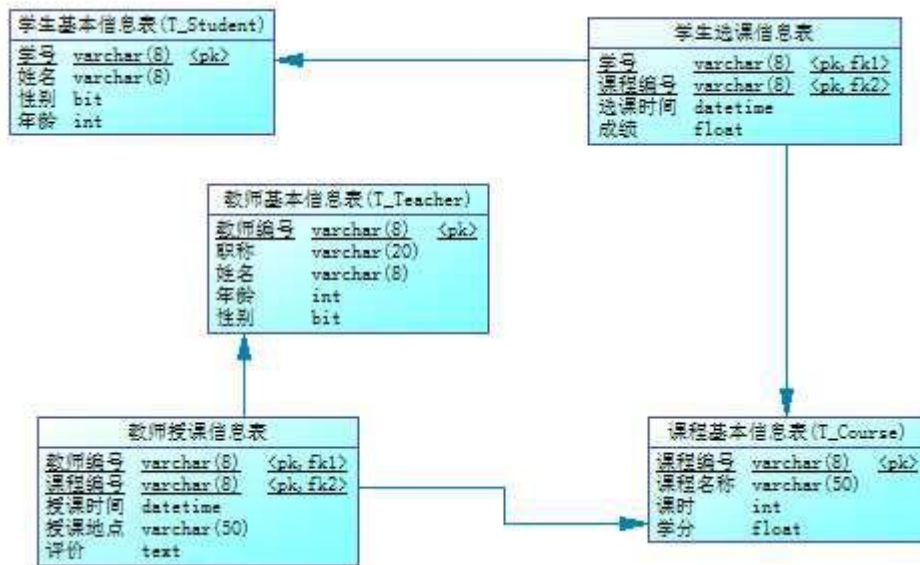 学生基本信息表(T_Student)
学号 varchar(8) <pk>
姓名 varchar(8)
性别 bit
年龄 int
学生选课信息表
学号 varchar(8) <pk,fk1>
课程编号 varchar(8) <pk,fk2>
选课时间 datetime
成绩 float
教师基本信息表(T_Teacher)
教师编号 varchar(8) <pk>
职称 varchar(20)
姓名 varchar(8)
年龄 int
性别 bit
教师授课信息表
教师编号 varchar(8) <pk,fk1>
课程编号 varchar(8) <pk,fk2>
授课时间 datetime
授课地点 varchar(50)
评价 text
课程基本信息表(T_Course)
课程编号 varchar(8) <pk>
课程名称 varchar(50)
课时 int
学分 float